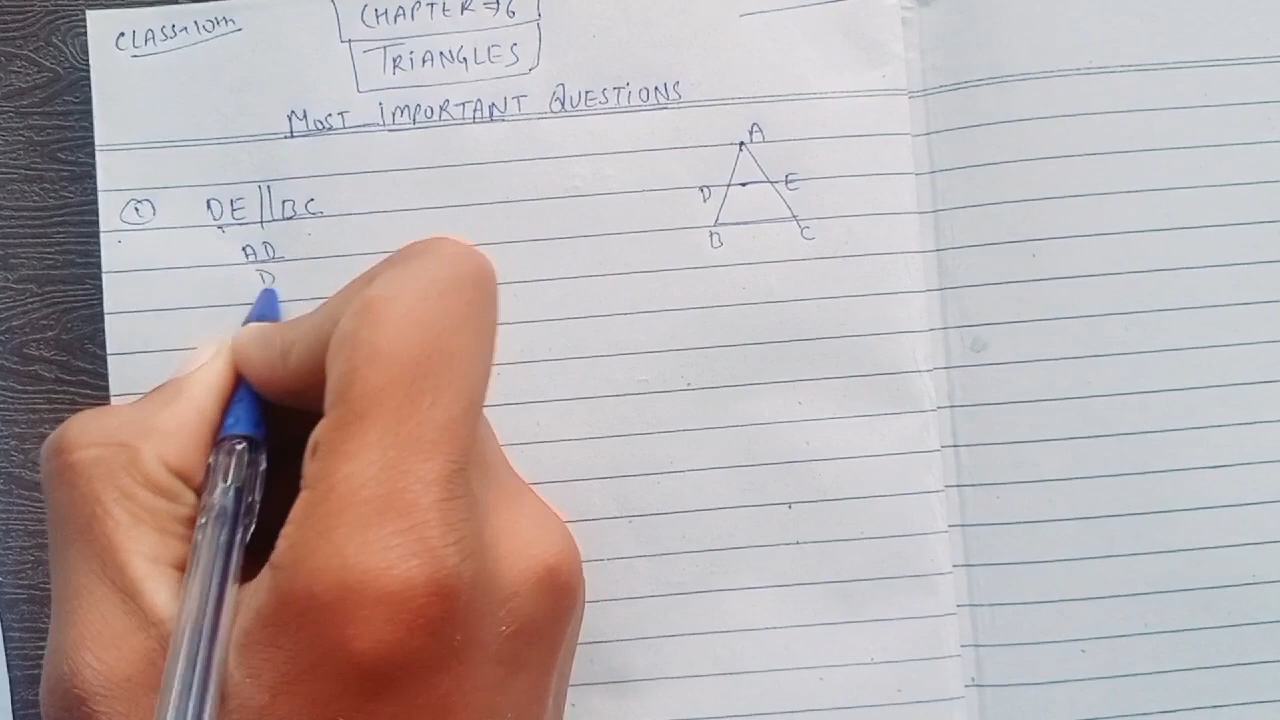 CLASS→10th
CHAPTER→6
TRIANGLES
MOST IMPORTANT QUESTIONS
A
D E
B C
(i) DE||BC
AD
D